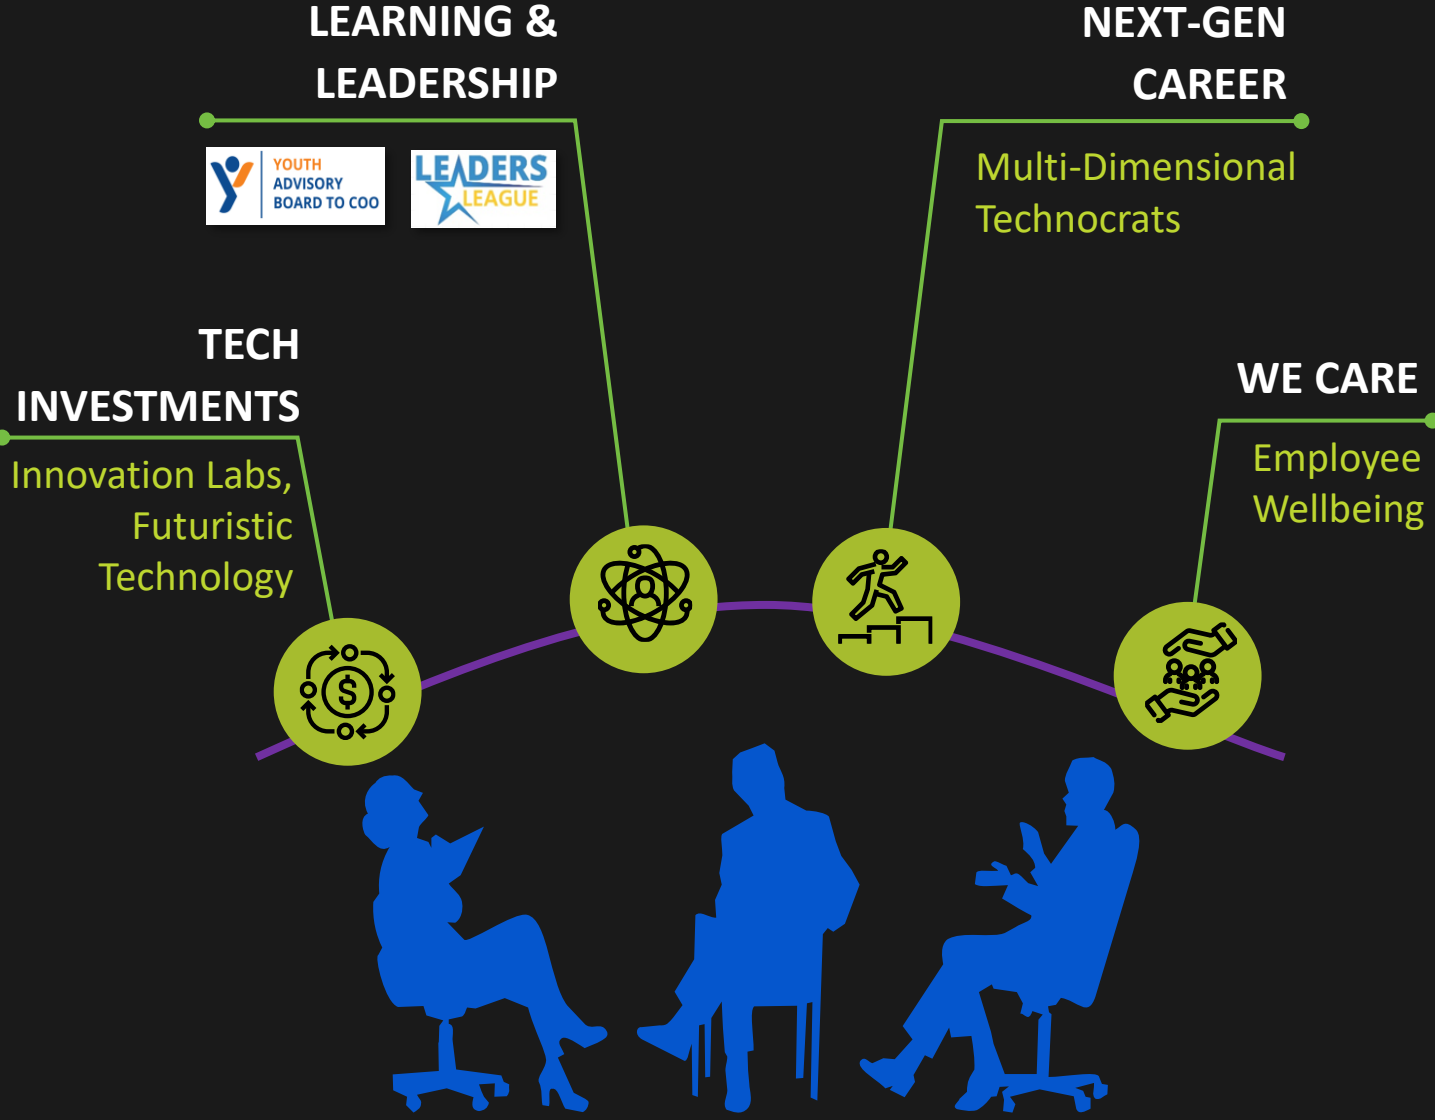 LEARNING &
LEADERSHIP
YOUTH
ADVISORY
BOARD TO COO
LEADERS
LEAGUE
NEXT-GEN
CAREER
Multi-Dimensional
Technocrats
TECH
INVESTMENTS
Innovation Labs,
Futuristic
Technology
WE CARE
Employee
Wellbeing
$